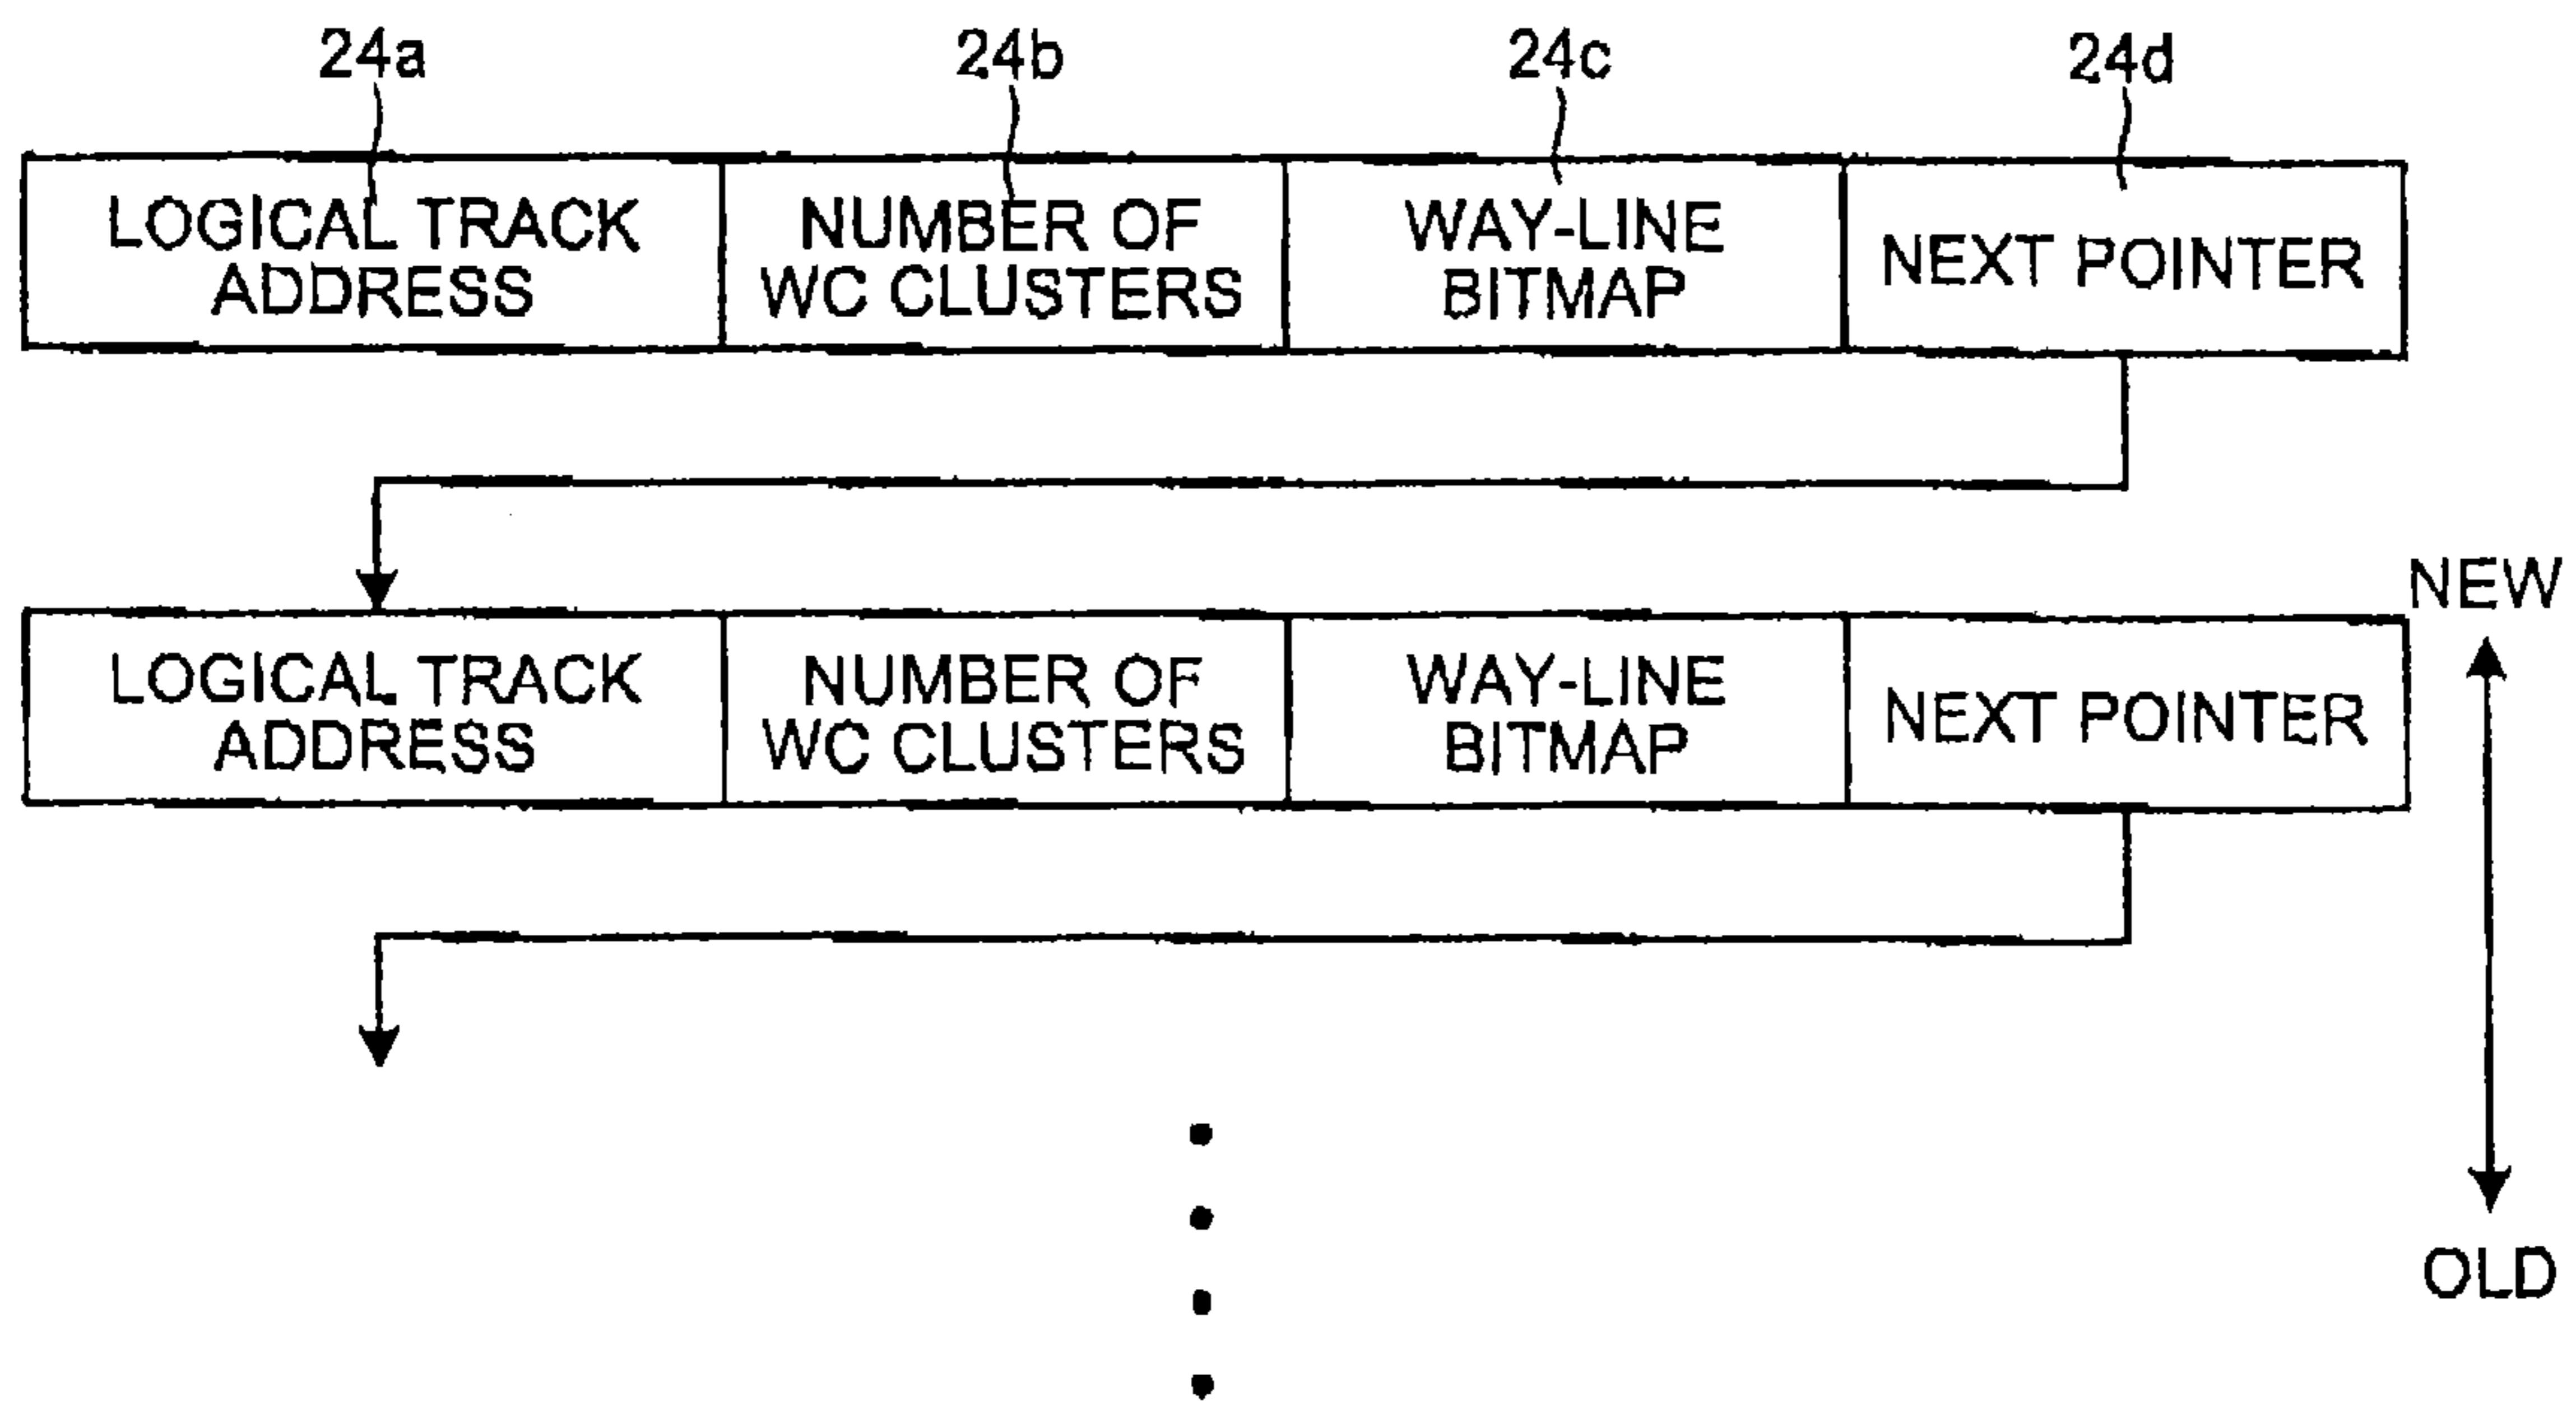 24a 24b 24c 24d
LOGICAL TRACK NUMBER OF WAY-LINE NEXT POINTER
ADDRESS WC CLUSTERS BITMAP
NEW
LOGICAL TRACK NUMBER OF WAY-LINE NEXT POINTER
ADDRESS WC CLUSTERS BITMAP
OLD